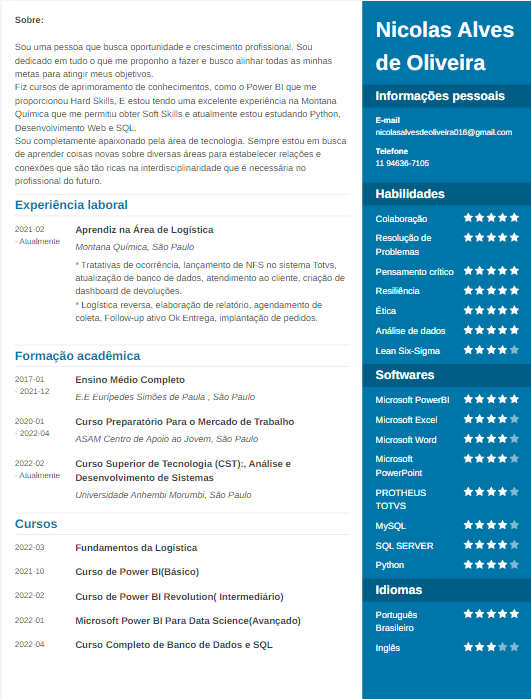 Sobre:
Sou uma pessoa que busca oportunidade e crescimento profissional. Sou
dedicado em tudo o que me proponho a fazer e busco alinhar todas as minhas
metas para atingir meus objetivos.
Fiz cursos de aprimoramento de conhecimentos, como o Power BI que me
proporcionou Hard Skills, E estou tendo uma excelente experiência na Montana
Química que me permitiu obter Soft Skills e atualmente estou estudando Python,
Desenvolvimento Web e SQL.
Sou completamente apaixonado pela área de tecnologia. Sempre estou em busca
de aprender coisas novas sobre diversas áreas para estabelecer relações e
conexões que são tão ricas na interdisciplinaridade que é necessária no
profissional do futuro.
Experiência laboral
2021-02
- Atualmente
Aprendiz na Área de Logística
Montana Química, São Paulo
* Tratativas de ocorrência, lançamento de NFS no sistema Totvs,
atualização de banco de dados, atendimento ao cliente, criação de
dashboard de devoluções.
* Logística reversa, elaboração de relatório, agendamento de
coleta, Follow-up ativo Ok Entrega, implantação de pedidos.
Formação acadêmica
2017-01
- 2021-12
Ensino Médio Completo
E.E Eurípedes Simões de Paula , São Paulo
2020-01
- 2022-04
Curso Preparatório Para o Mercado de Trabalho
ASAM Centro de Apoio ao Jovem, São Paulo
2022-02
- Atualmente
Curso Superior de Tecnologia (CST):, Análise e
Desenvolvimento de Sistemas
Universidade Anhembi Morumbi, São Paulo
Cursos
2022-03 Fundamentos da Logística
2021-10 Curso de Power BI(Básico)
2022-02 Curso de Power BI Revolution( Intermediário)
2022-01 Microsoft Power BI Para Data Science(Avançado)
2022-04 Curso Completo de Banco de Dados e SQL
Nicolas Alves
de Oliveira
Informações pessoais
E-mail
nicolasalvesdeoliveira016@gmail.com
Telefone
11 94636-7105
Habilidades
Colaboração
Resolução de
Problemas
Pensamento crítico
Resiliência
Ética
Análise de dados
Lean Six-Sigma
Softwares
Microsoft PowerBI
Microsoft Excel
Microsoft Word
Microsoft
PowerPoint
PROTHEUS
TOTVS
MySQL
SQL SERVER
Python
Idiomas
Português
Brasileiro
Inglês